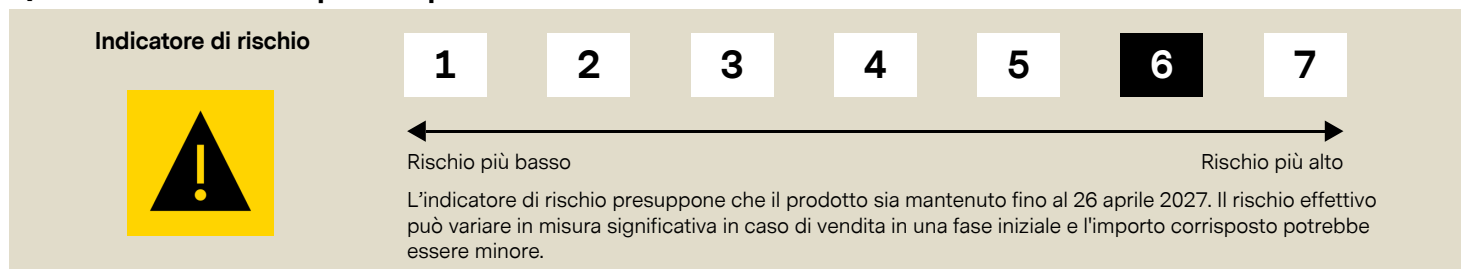 Indicatore di rischio
1 2 3 4 5 6 7
Rischio più basso Rischio più alto
L'indicatore di rischio presuppone che il prodotto sia mantenuto fino al 26 aprile 2027. Il rischio effettivo
può variare in misura significativa in caso di vendita in una fase iniziale e l'importo corrisposto potrebbe
essere minore.